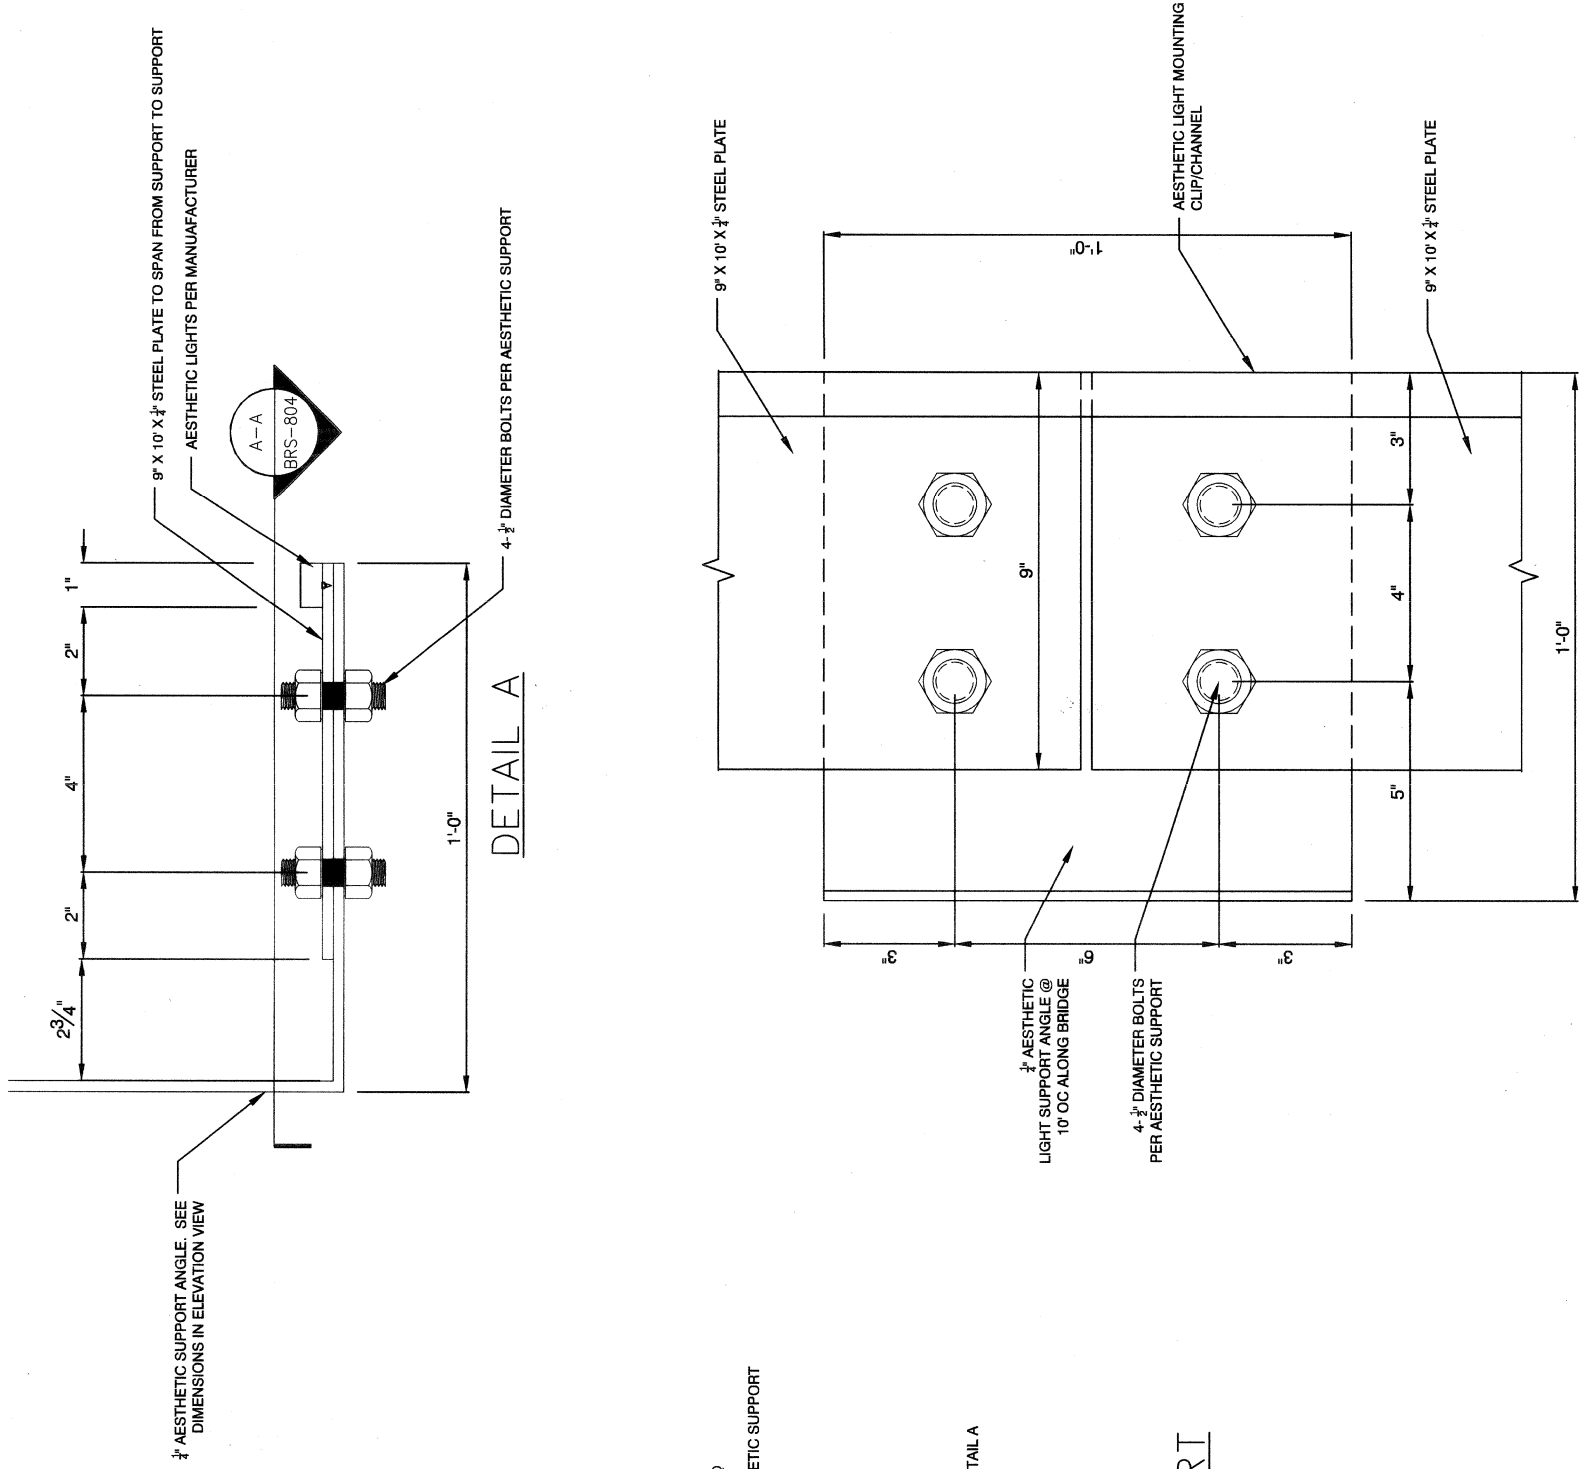 ¼" AESTHETIC SUPPORT ANGLE. SEE
DIMENSIONS IN ELEVATION VIEW
2¾"
2"
4"
2"
1"
9" X 10' X ¼" STEEL PLATE TO SPAN FROM SUPPORT TO SUPPORT
AESTHETIC LIGHTS PER MANUAFACTURER
A-A
BRS-804
4-½" DIAMETER BOLTS PER AESTHETIC SUPPORT
1'-0"
DETAIL A
9" X 10' X ¼" STEEL PLATE
1'-0"
AESTHETIC LIGHT MOUNTING
CLIP/CHANNEL
9" X 10' X ¼" STEEL PLATE
9"
3"
6"
3"
¼" AESTHETIC
LIGHT SUPPORT ANGLE @
10' OC ALONG BRIDGE
4-½" DIAMETER BOLTS
PER AESTHETIC SUPPORT
5"
4"
3"
1'-0"
ETIC SUPPORT
TAIL A
RT